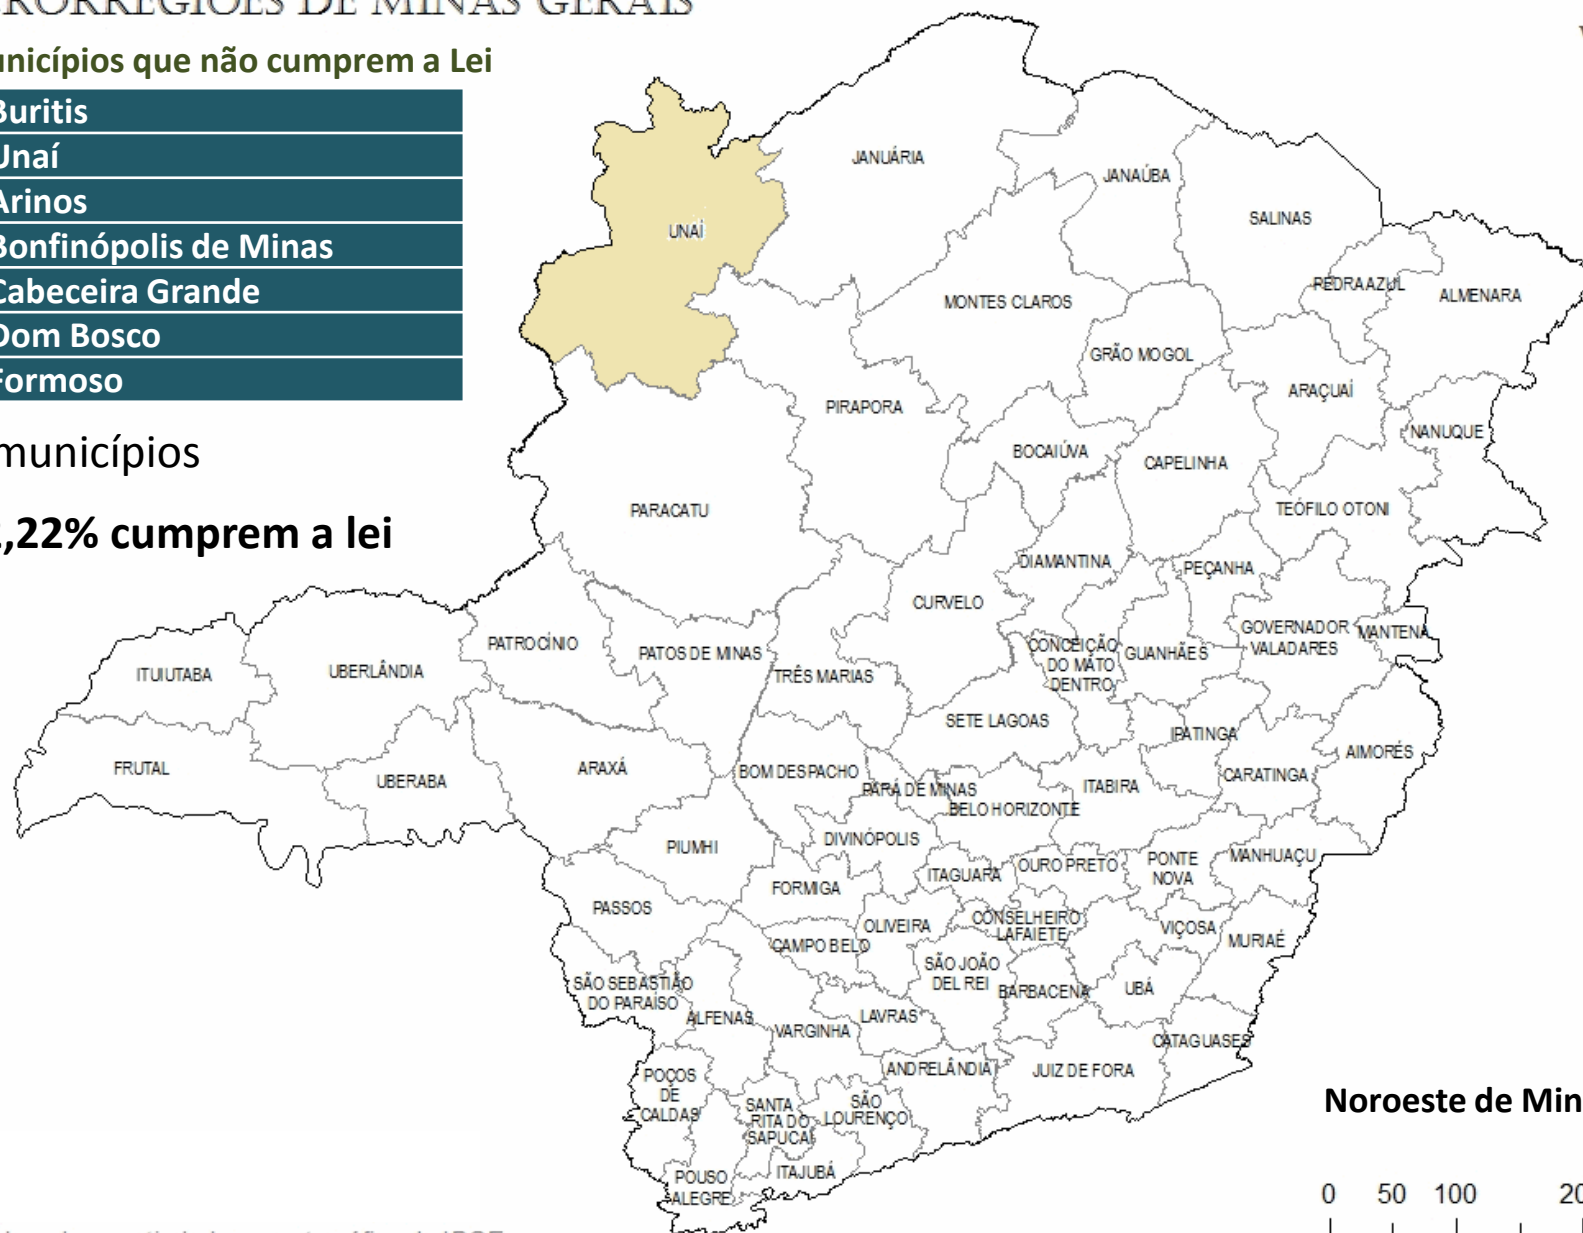 RORREGIÕES DE MINAS GERAIS
unicípios que não cumprem a Lei
Buritis
Unaí
Arinos
Bonfinópolis de Minas
Cabeceira Grande
Dom Bosco
Formoso
municípios
,22% cumprem a lei
JANUÁRIA
JANAÚBA
SALINAS
UNAÍ
PEDRA AZUL
ALMENARA
MONTES CLAROS
GRÃO MOGOL
ARAÇUAÍ
PIRAPORA
NANUQUE
BOCAIÚVA
CAPELINHA
PARACATU
TEÓFILO OTONI
DIAMANTINA
PEÇANHA
CURVELO
GOVERNADOR
VALADARES
MANTENA
PATROCÍNIO
PATOS DE MINAS
CONCEIÇÃO
DO MATO
DENTRO
GUANHÃES
ITUIUTABA
UBERLÂNDIA
TRÊS MARIAS
SETE LAGOAS
IPATINGA
AIMORÉS
FRUTAL
UBERABA
ARAXÁ
BOM DESPACHO
PARÁ DE MINAS
ITABIRA
CARATINGA
BELO HORIZONTE
PIUMHI
DIVINÓPOLIS
ITAGUARA
OURO PRETO
PONTE
NOVA
MANHUAÇU
FORMIGA
PASSOS
OLIVEIRA
CONSELHEIRO
LAFAIETE
VIÇOSA
MURIAÉ
CAMPO BELO
SÃO JOÃO
DEL REI
SÃO SEBASTIÃO
DO PARAÍSO
BARBACENA
UBÁ
ALFENAS
VARGINHA
LAVRAS
CATAGUASES
ANDRELÂNDIA
JUIZ DE FORA
POÇOS
DE
CALDAS
SANTA
RITA DO
SAPUCAÍ
SÃO
LOURENÇO
Noroeste de Min
POUSO
ALEGRE
ITAJUBÁ
0 50 100 20